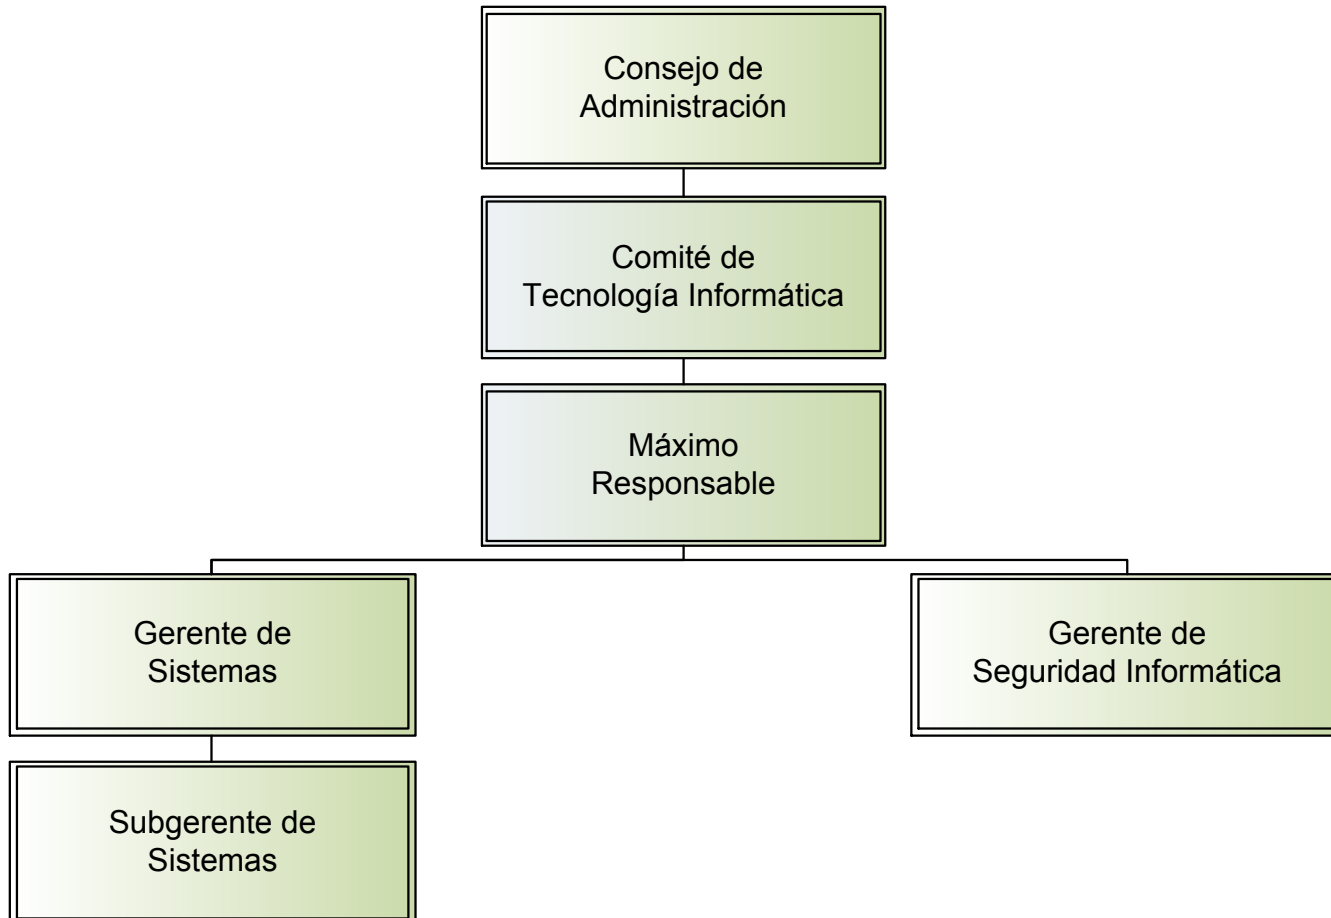 Consejo de
Administración
Comité de
Tecnología Informática
Máximo
Responsable
Gerente de
Sistemas
Gerente de
Seguridad Informática
Subgerente de
Sistemas